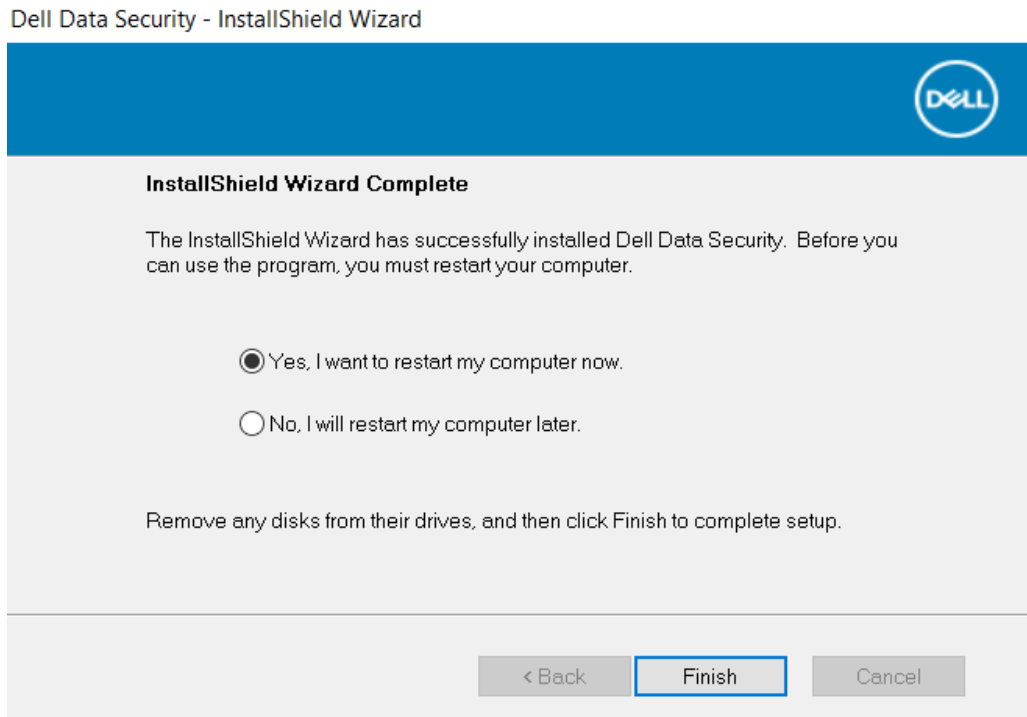 Dell Data Security - InstallShield Wizard
DELL
InstallShield Wizard Complete
The InstallShield Wizard has successfully installed Dell Data Security.  Before you
can use the program, you must restart your computer.
Yes, I want to restart my computer now.
No, I will restart my computer later.
Remove any disks from their drives, and then click Finish to complete setup.
< Back
Finish
Cancel